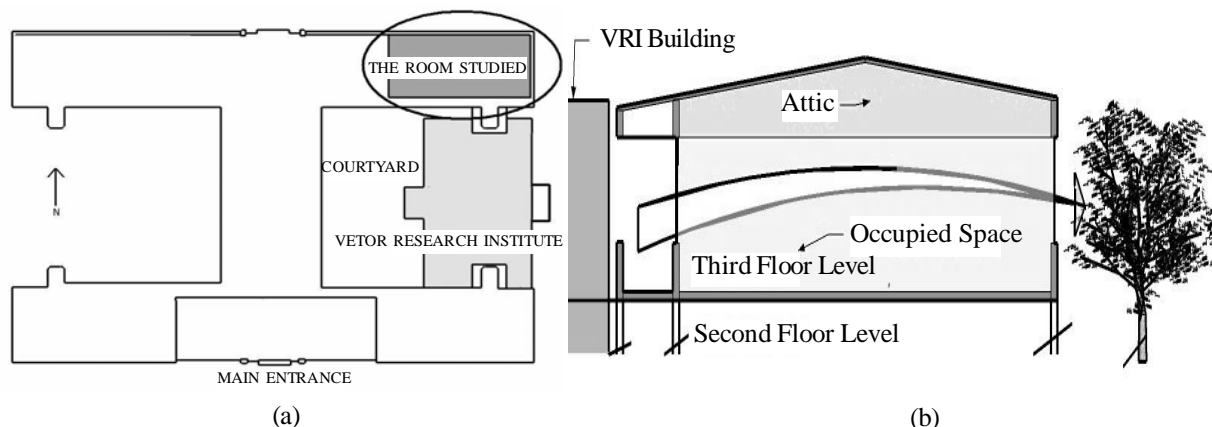 THE ROOM STUDIED
COURTYARD
N
VETOR RESEARCH INSTITUTE
MAIN ENTRANCE
(a)
VRI Building
Attic
Occupied Space
Third Floor Level
Second Floor Level
(b)